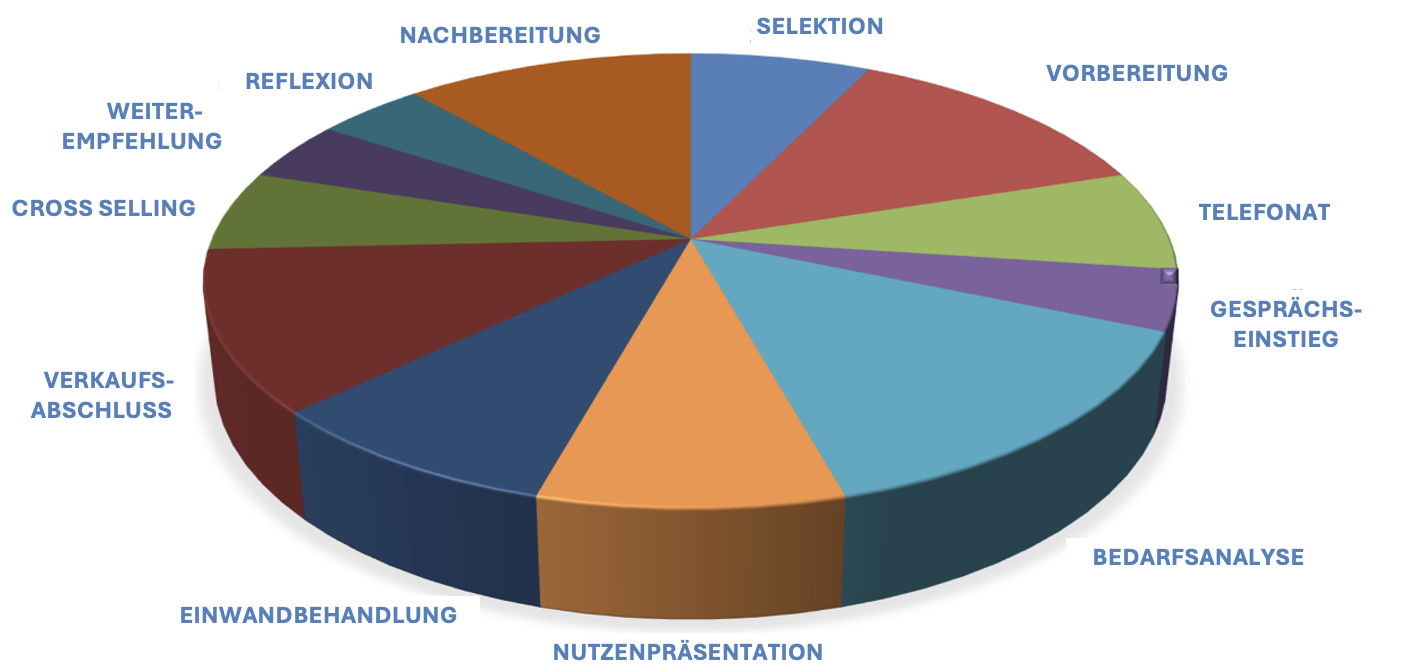 SELEKTION
VORBEREITUNG
TELEFONAT
GESPRÄCHS-
EINSTIEG
BEDARFSANALYSE
NUTZENPRÄSENTATION
EINWANDBEHANDLUNG
VERKAUFS-
ABSCHLUSS
CROSS SELLING
WEITER-
EMPFEHLUNG
REFLEXION
NACHBEREITUNG